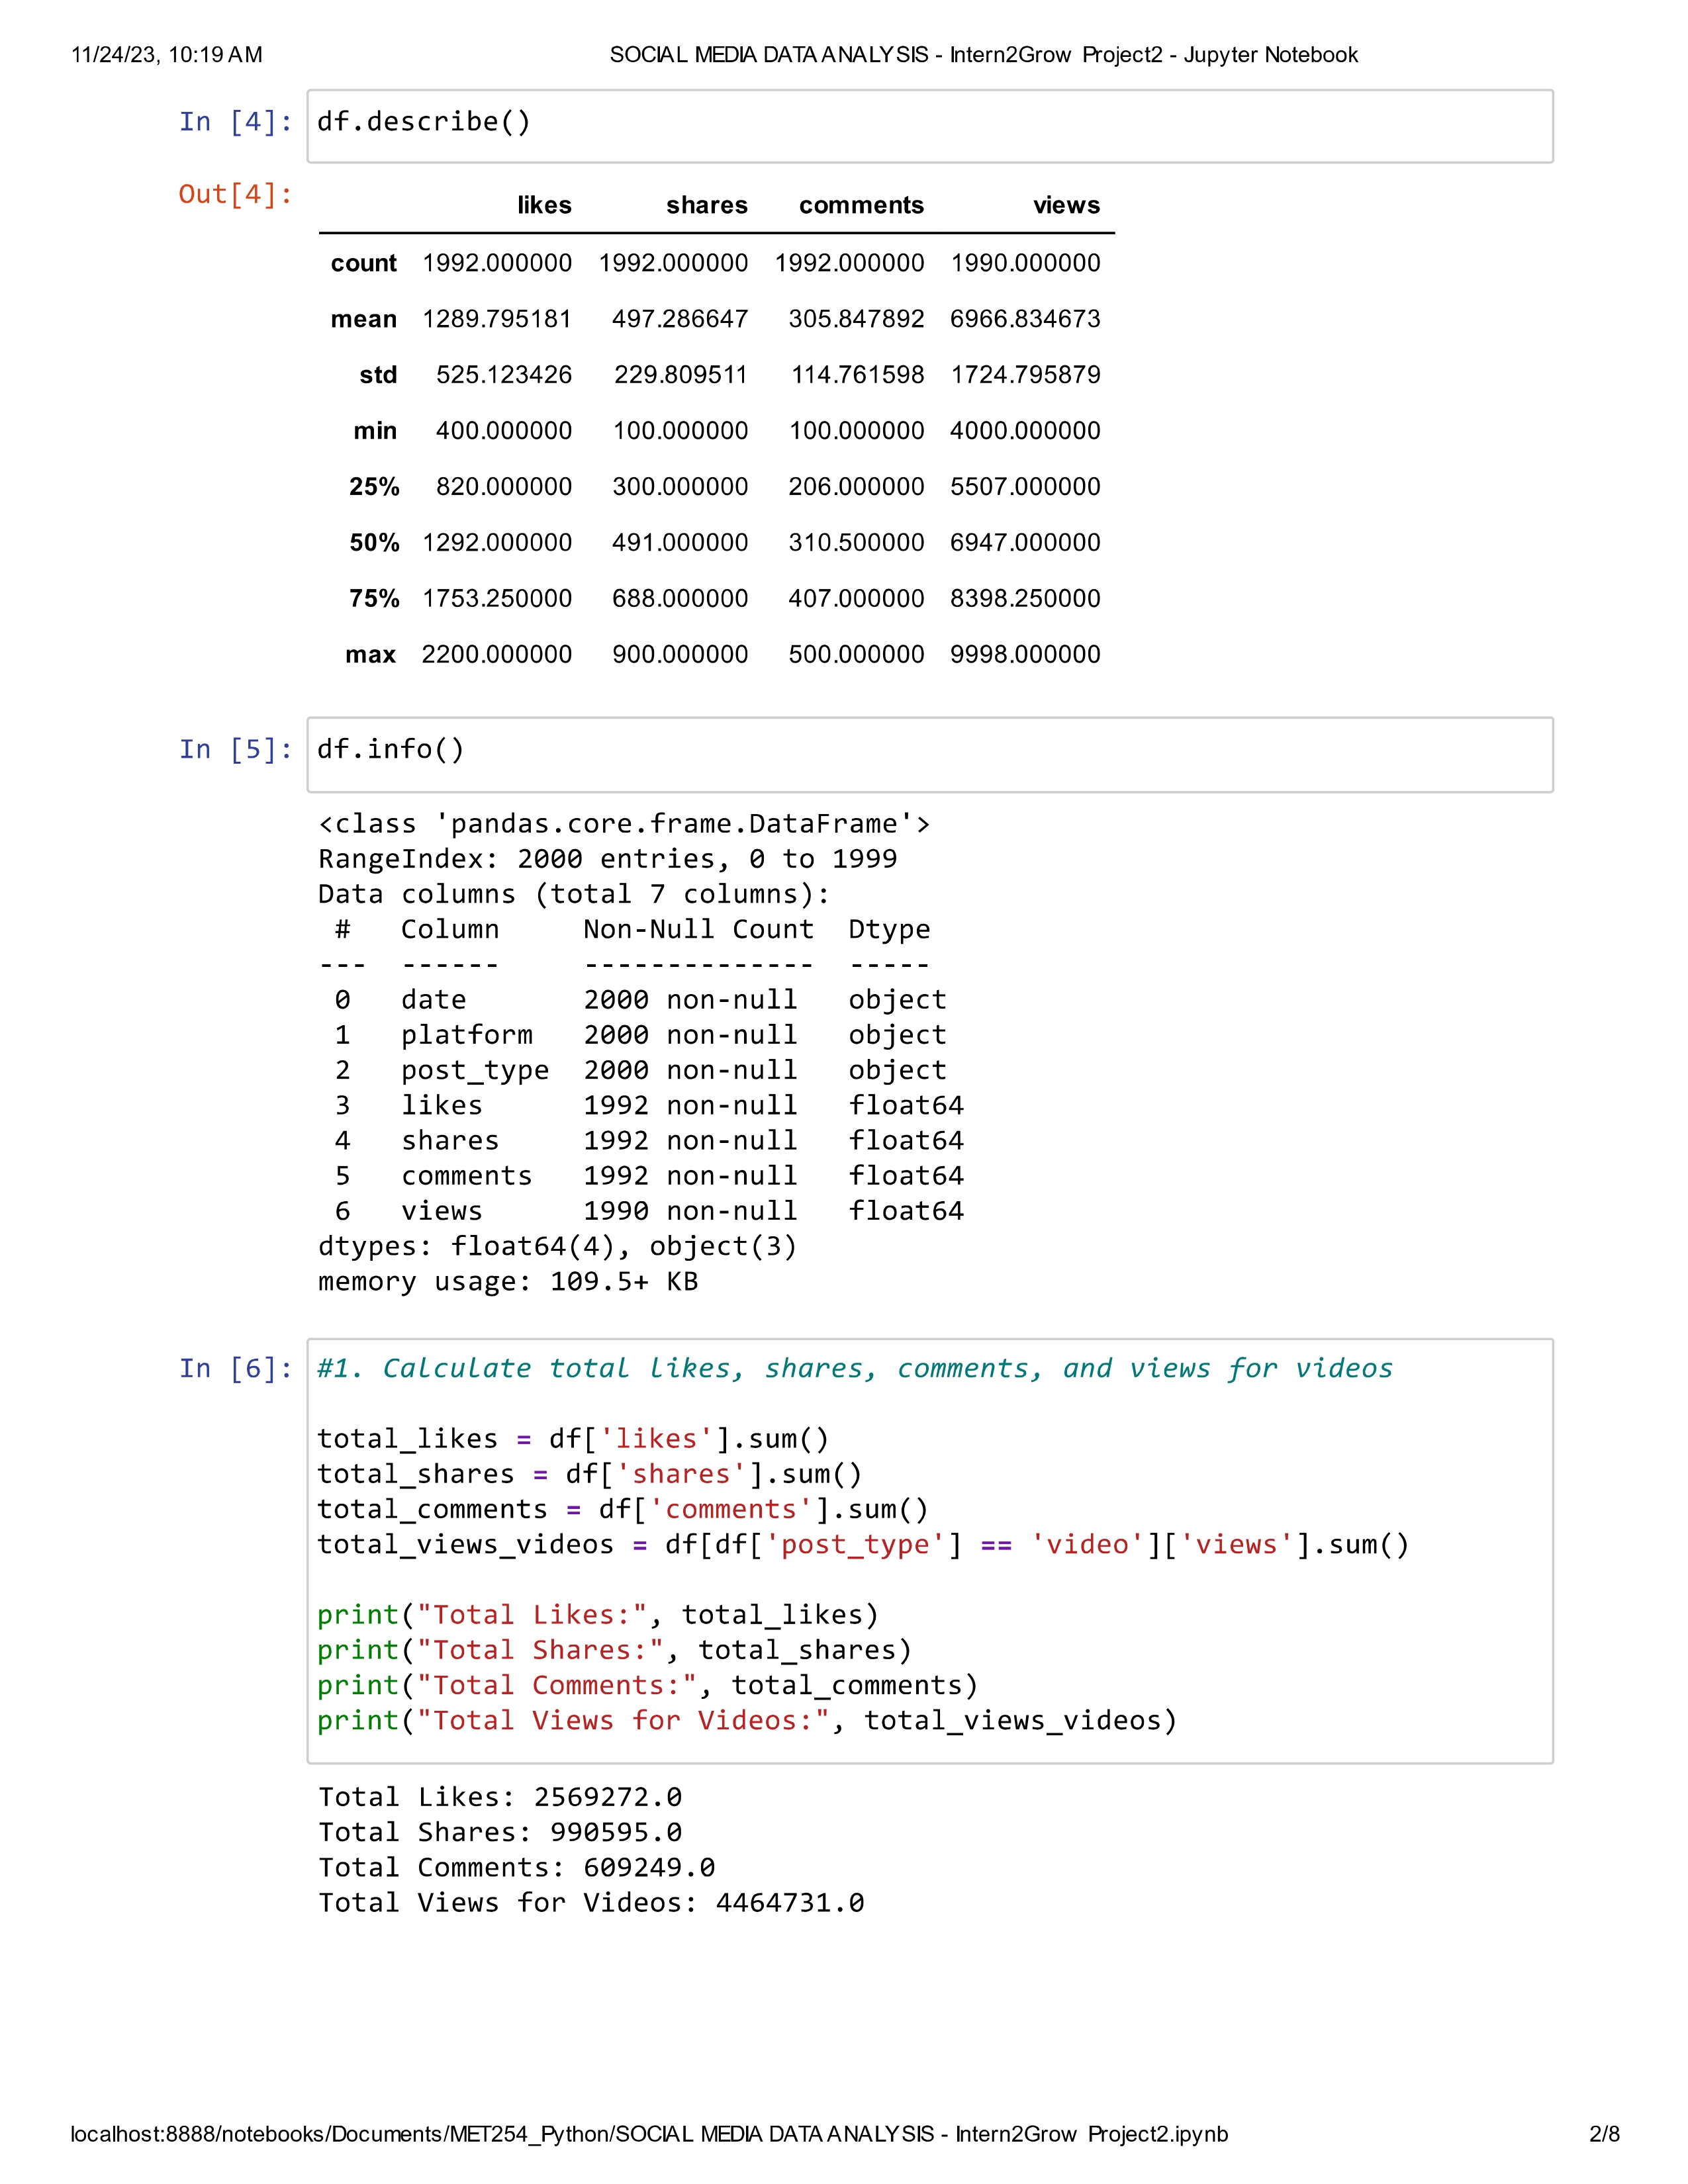 11/24/23, 10:19 AM SOCIAL MEDIA DATA ANALYSIS - Intern2Grow Project2 - Jupyter Notebook
In [4]: df.describe()
Out[4]:
likes shares comments views
count 1992.000000 1992.000000 1992.000000 1990.000000
mean 1289.795181 497.286647 305.847892 6966.834673
std 525.123426 229.809511 114.761598 1724.795879
min 400.000000 100.000000 100.000000 4000.000000
25% 820.000000 300.000000 206.000000 5507.000000
50% 1292.000000 491.000000 310.500000 6947.000000
75% 1753.250000 688.000000 407.000000 8398.250000
max 2200.000000 900.000000 500.000000 9998.000000
In [5]: df.info()
<class 'pandas.core.frame.DataFrame'>
RangeIndex: 2000 entries, 0 to 1999
Data columns (total 7 columns):
# Column Non-Null Count Dtype
--- ------ -------------- -----
0 date 2000 non-null object
1 platform 2000 non-null object
2 post_type 2000 non-null object
3 likes 1992 non-null float64
4 shares 1992 non-null float64
5 comments 1992 non-null float64
6 views 1990 non-null float64
dtypes: float64(4), object(3)
memory usage: 109.5+ KB
In [6]: #1. Calculate total likes, shares, comments, and views for videos
total_likes = df['likes'].sum()
total_shares = df['shares'].sum()
total_comments = df['comments'].sum()
total_views_videos = df[df['post_type'] == 'video']['views'].sum()
print("Total Likes:", total_likes)
print("Total Shares:", total_shares)
print("Total Comments:", total_comments)
print("Total Views for Videos:", total_views_videos)
Total Likes: 2569272.0
Total Shares: 990595.0
Total Comments: 609249.0
Total Views for Videos: 4464731.0
localhost:8888/notebooks/Documents/MET254_Python/SOCIAL MEDIA DATA ANALYSIS - Intern2Grow Project2.ipynb 2/8